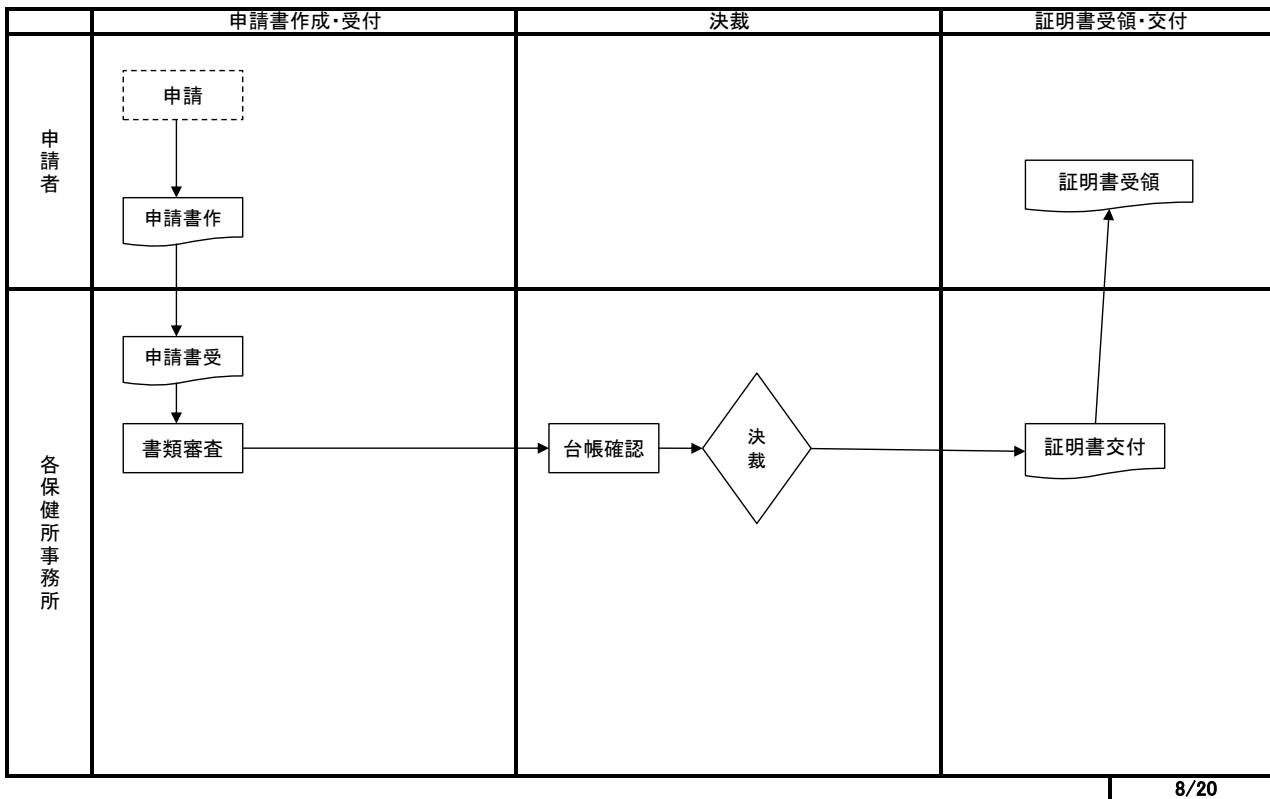 申請書作成・受付 決裁 証明書受領・交付
申請者
申請
申請書作
証明書受領
各保健所事務所
申請書受
書類審査
台帳確認
決
裁
証明書交付
8/20